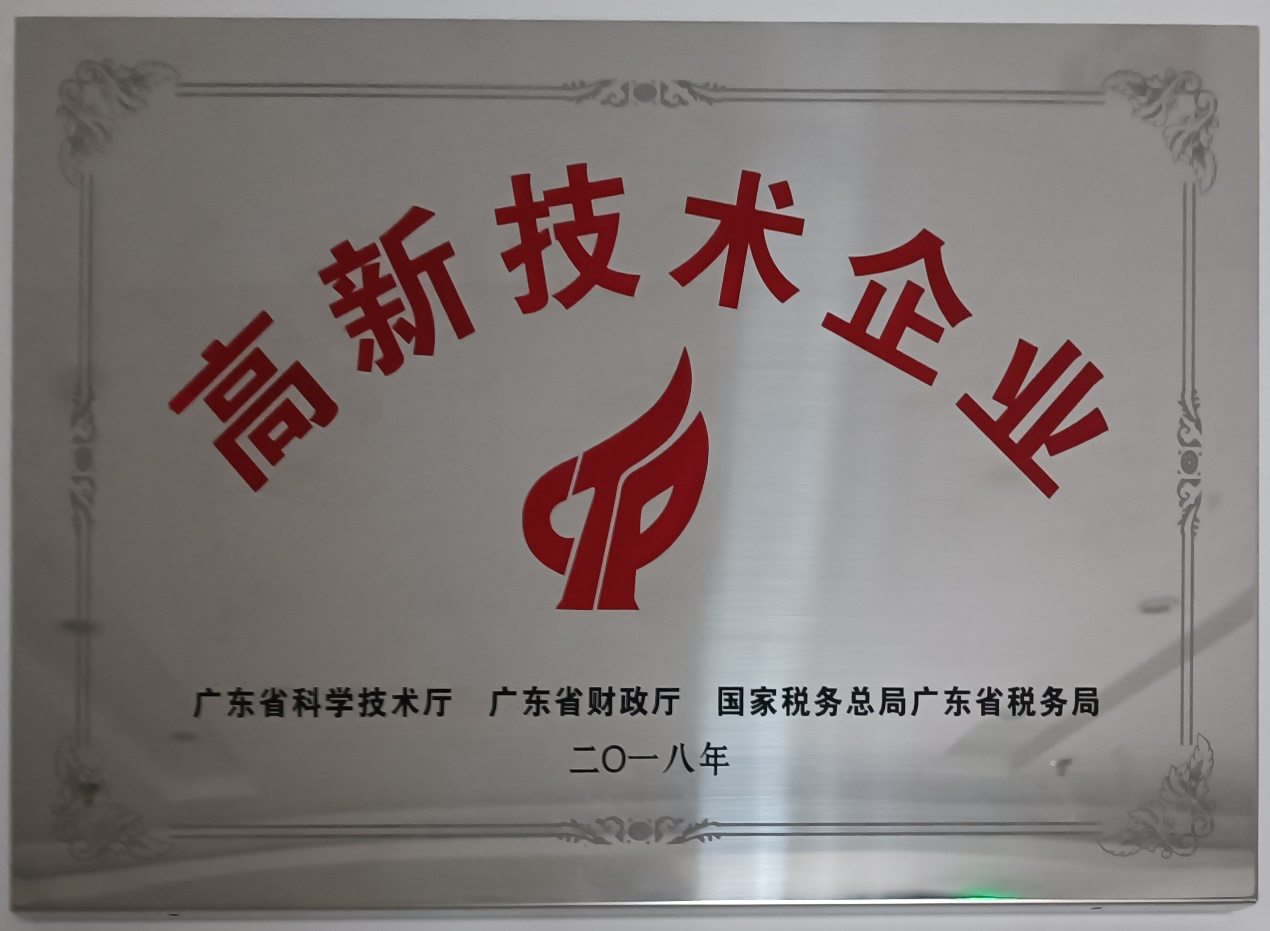 高新技术企业
广东省科学技术厅 广东省财政厅 国家税务总局广东省税务局
二〇一八年